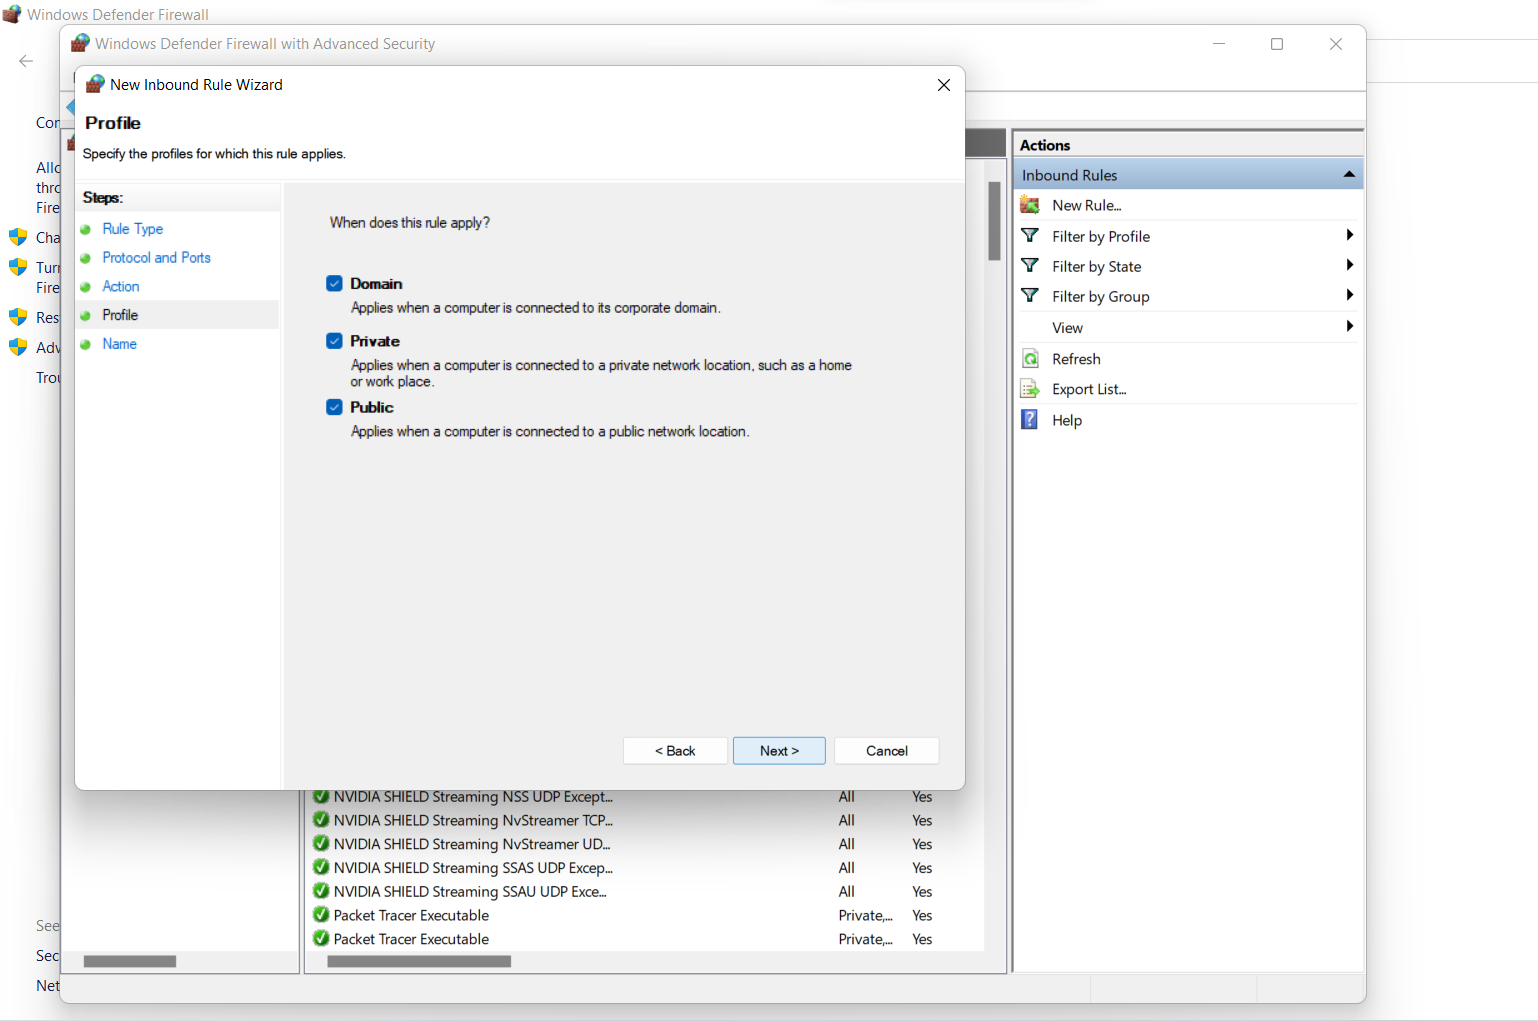 Windows Defender Firewall
Windows Defender Firewall with Advanced Security
New Inbound Rule Wizard
Profile
Specify the profiles for which this rule applies.
Steps:
Rule Type
Protocol and Ports
Action
Profile
Name
When does this rule apply?
Domain
Applies when a computer is connected to its corporate domain.
Private
Applies when a computer is connected to a private network location, such as a home
or work place.
Public
Applies when a computer is connected to a public network location.
< Back Next > Cancel
Con
Allo
thro
Fire
Cha
Turn
Fire
Res
Adv
Trou
See
Sec
Net
NVIDIA SHIELD Streaming NSS UDP Except... All Yes
NVIDIA SHIELD Streaming NvStreamer TCP... All Yes
NVIDIA SHIELD Streaming NvStreamer UD... All Yes
NVIDIA SHIELD Streaming SSAS UDP Excep... All Yes
NVIDIA SHIELD Streaming SSAU UDP Exce... All Yes
Packet Tracer Executable Private,... Yes
Packet Tracer Executable Private,... Yes
Actions
Inbound Rules
New Rule...
Filter by Profile
Filter by State
Filter by Group
View
Refresh
Export List...
Help